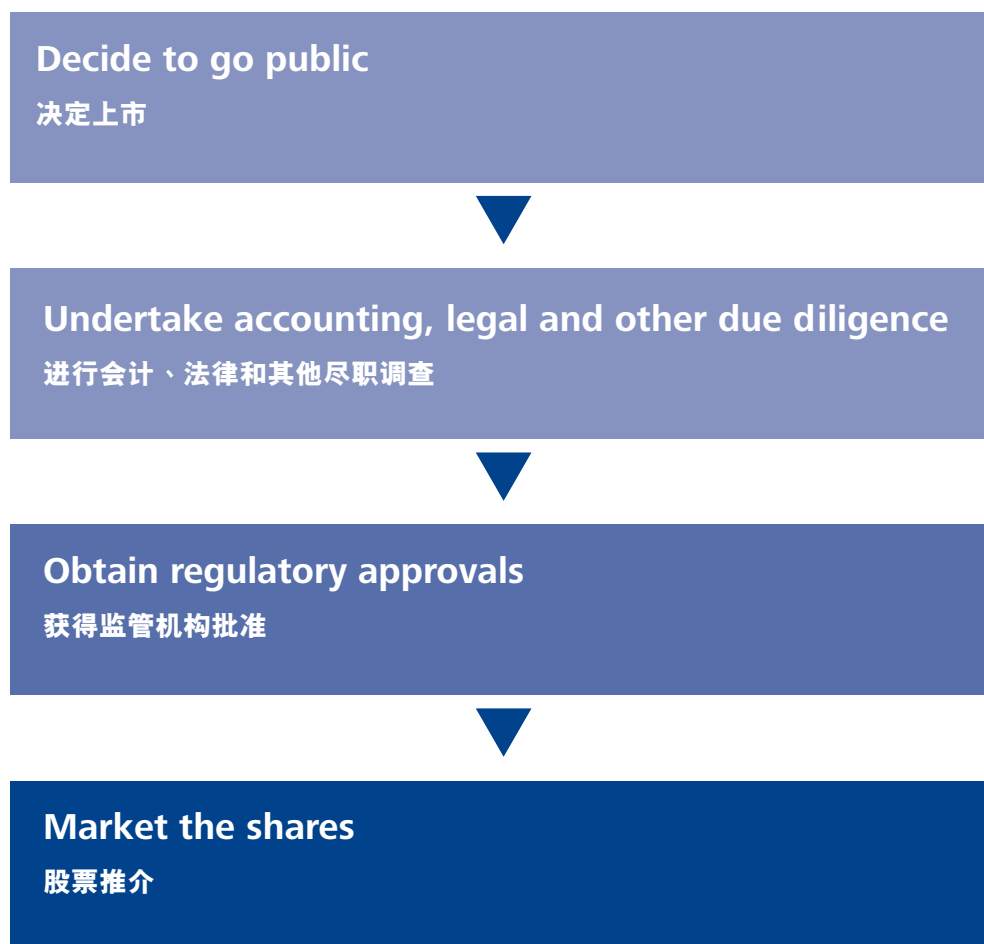 Decide to go public
决定上市
Undertake accounting, legal and other due diligence
进行会计、法律和其他尽职调查
Obtain regulatory approvals
获得监管机构批准
Market the shares
股票推介